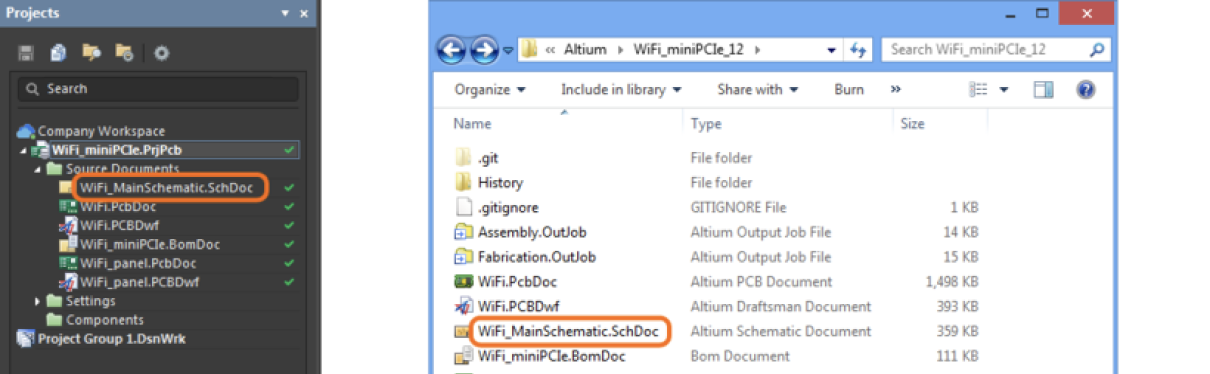 Projects
Search
Company Workspace
WiFi_miniPCIe.PrjPcb
Source Documents
WiFi_MainSchematic.SchDoc
WiFi.PcbDoc
WiFi.PCBDwf
WiFi_miniPCIe.BomDoc
WiFi_panel.PcbDoc
WiFi_panel.PCBDwf
Settings
Components
Project Group 1.DsnWrk
« Altium WiFi_miniPCIe_12 Search WiFi_miniPCIe_12
Organize Include in library Share with Burn »
Name Type Size
.git File folder
History File folder
.gitignore GITIGNORE File 1 KB
Assembly.OutJob Altium Output Job File 14 KB
Fabrication.OutJob Altium Output Job File 15 KB
WiFi.PcbDoc Altium PCB Document 1,498 KB
WiFi.PCBDwf Altium Draftsman Document 393 KB
WiFi_MainSchematic.SchDoc Altium Schematic Document 359 KB
WiFi_miniPCIe.BomDoc Bom Document 111 KB